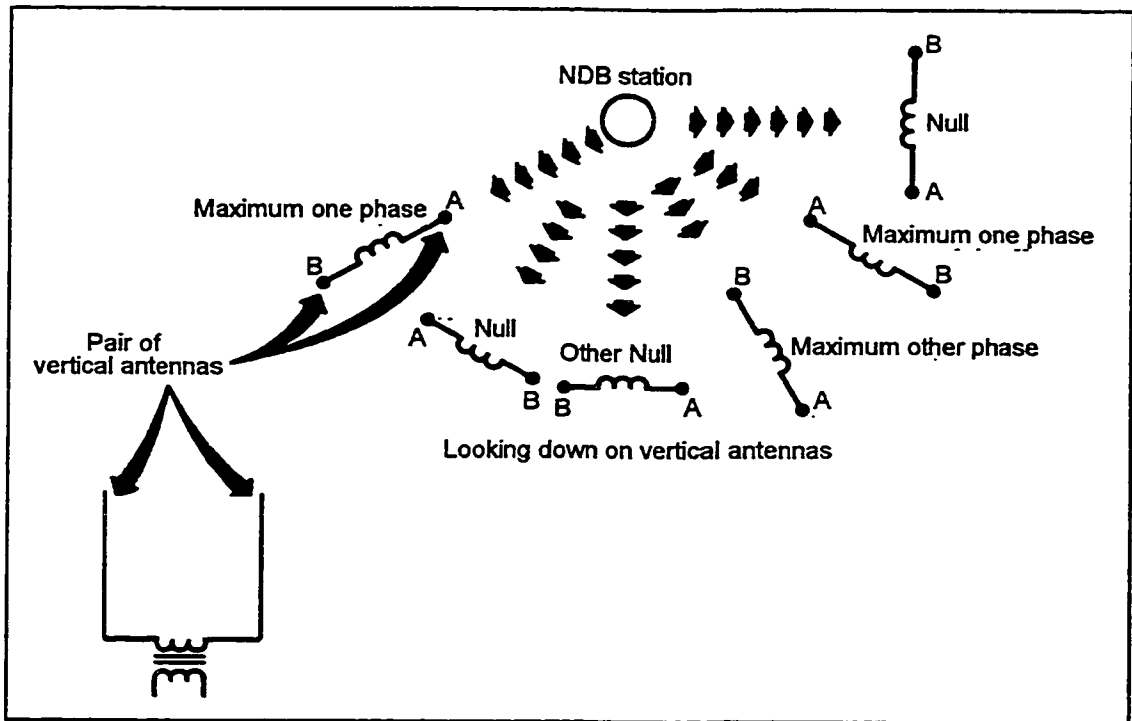 NDB station
B
Null
A
Maximum one phase
A
B
A
Maximum one phase
B
Pair of
vertical antennas
A
Null
B
Other Null
B
A
B
Maximum other phase
A
Looking down on vertical antennas